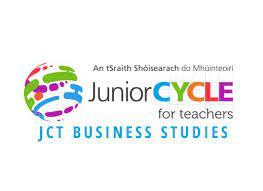 An tSraith Shóisearach do Mhúinteoirí
JuniorCYCLE
for teachers
JCT BUSINESS STUDIES